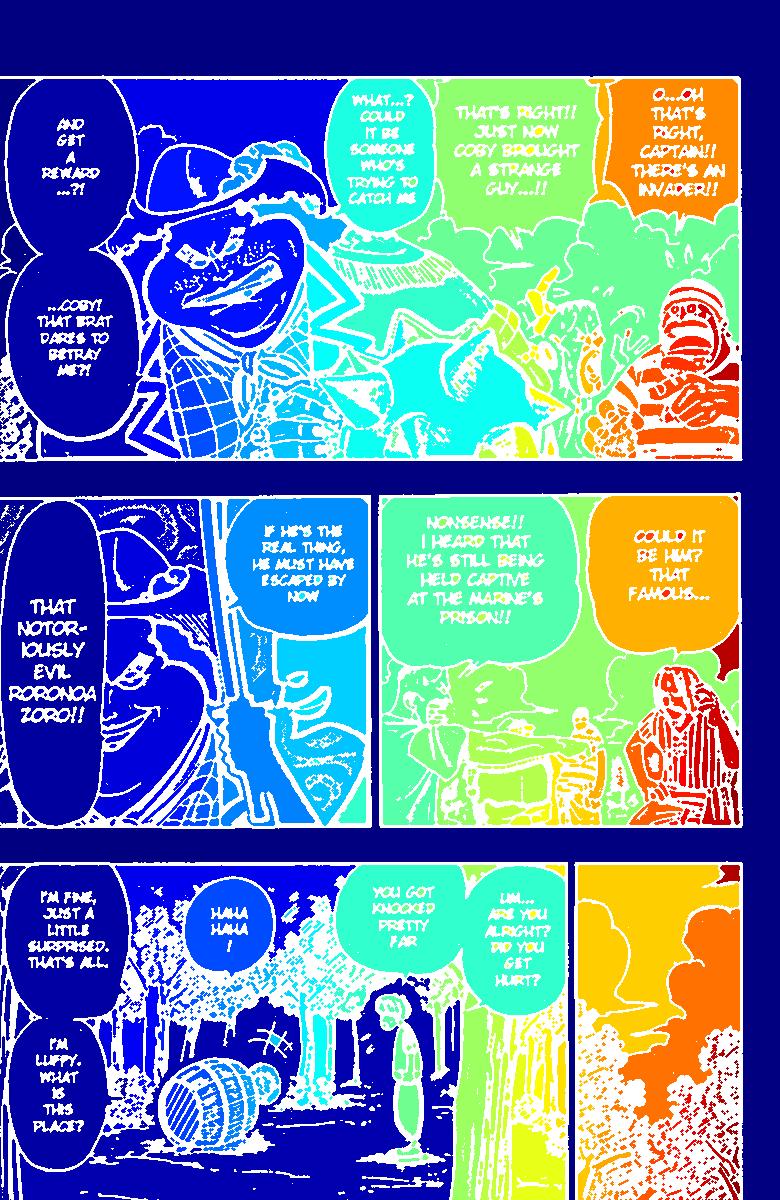 O...OH
THAT'S
RIGHT,
CAPTAIN!!
THERE'S AN
INVADER!!
THAT'S RIGHT!!
JUST NOW
COBY BROUGHT
A STRANGE
GUY...!!
WHAT...?
COULD
IT BE
SOMEONE
WHO'S
TRYING TO
CATCH ME
AND
GET
A
REWARD
...?!
...COBY!
THAT BRAT
DARES TO
BETRAY
ME?!
COULD IT
BE HIM?
THAT
FAMOUS...
NONSENSE!!
I HEARD THAT
HE'S STILL BEING
HELD CAPTIVE
AT THE MARINE'S
PRISON!!
IF HE'S THE
REAL THING,
HE MUST HAVE
ESCAPED BY
NOW
THAT
NOTOR-
IOUSLY
EVIL
RORONOA
ZORO!!
UM...
ARE YOU
ALRIGHT?
DID YOU
GET
HURT?
YOU GOT
KNOCKED
PRETTY
FAR
HAHA
HAHA
!
I'M FINE,
JUST A
LITTLE
SURPRISED.
THAT'S ALL.
I'M
LUFFY.
WHAT
IS
THIS
PLACE?